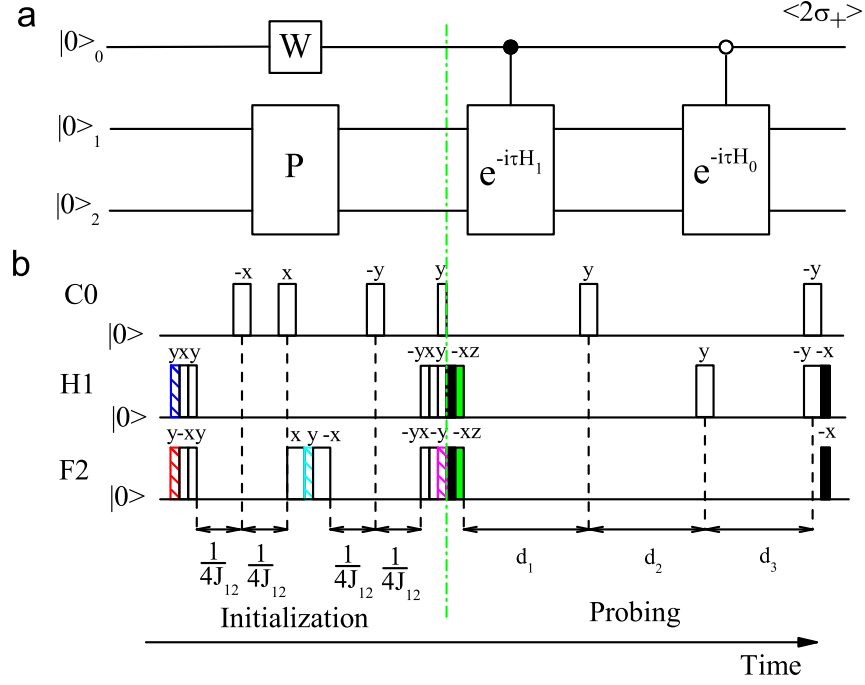 a
<2σ₊>
|0>₀ W
|0>₁
P e^-iτH₁ e^-iτH₀
|0>₂
b
-x x -y y y -y
C0
|0>
yxy -yxy -xz y -y -x
H1
|0>
y-xy x y -x -yx-y -xz -x
F2
|0>
1/4J₁₂ 1/4J₁₂ 1/4J₁₂ 1/4J₁₂ d₁ d₂ d₃
Initialization Probing
Time